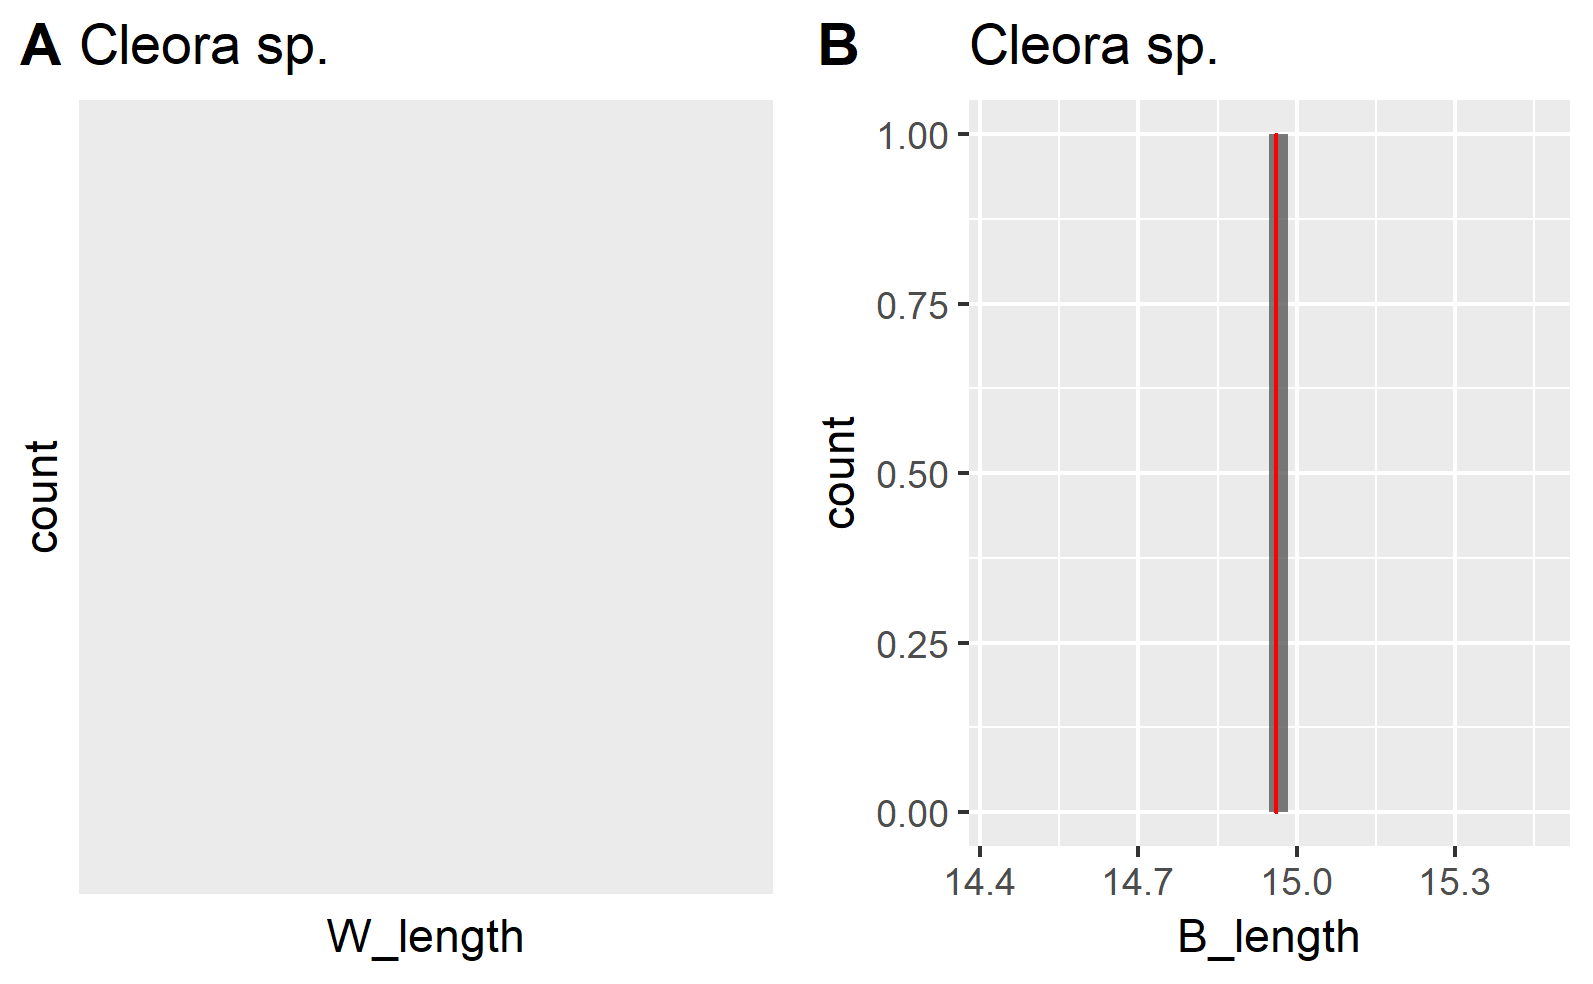 A Cleora sp.
count
W_length
B Cleora sp.
count
1.00
0.75
0.50
0.25
0.00
14.4 14.7 15.0 15.3
B_length